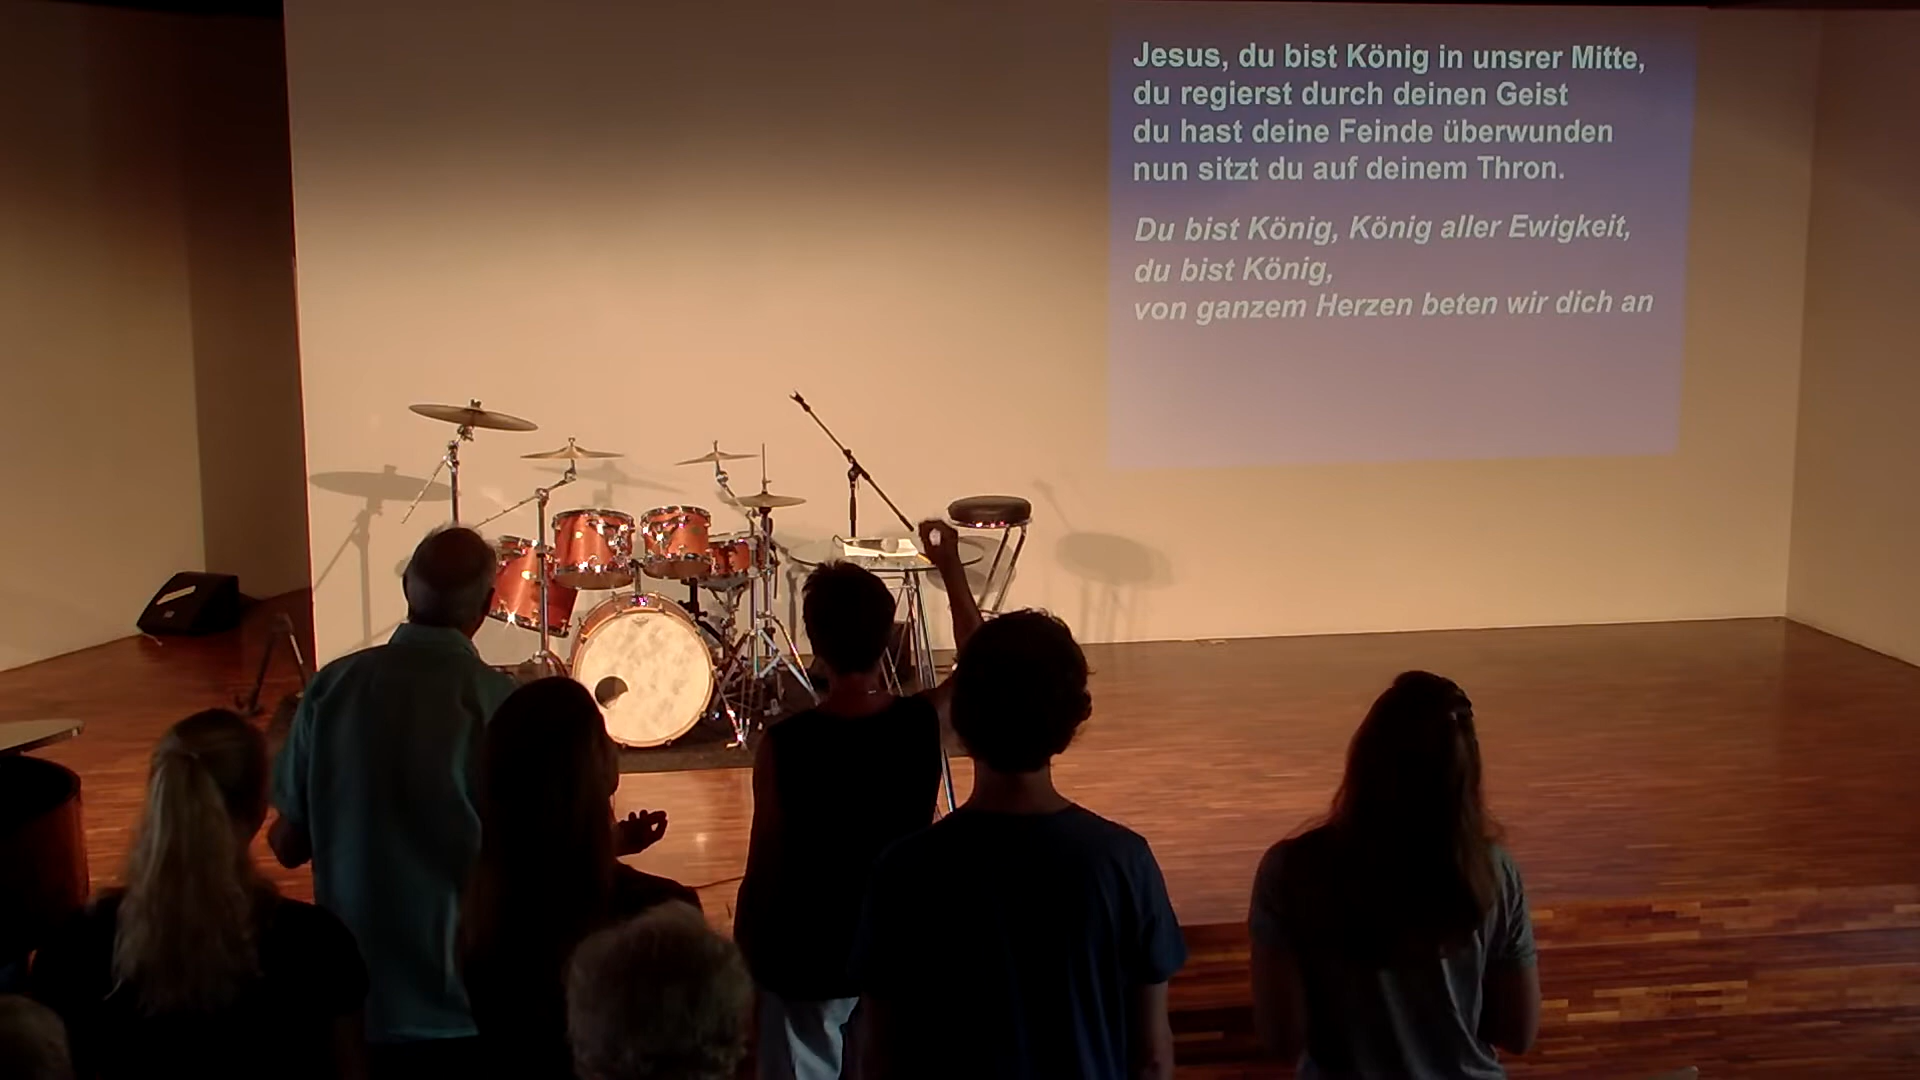 Jesus, du bist König in unsrer Mitte,
du regierst durch deinen Geist
du hast deine Feinde überwunden
nun sitzt du auf deinem Thron.
Du bist König, König aller Ewigkeit,
du bist König,
von ganzem Herzen beten wir dich an